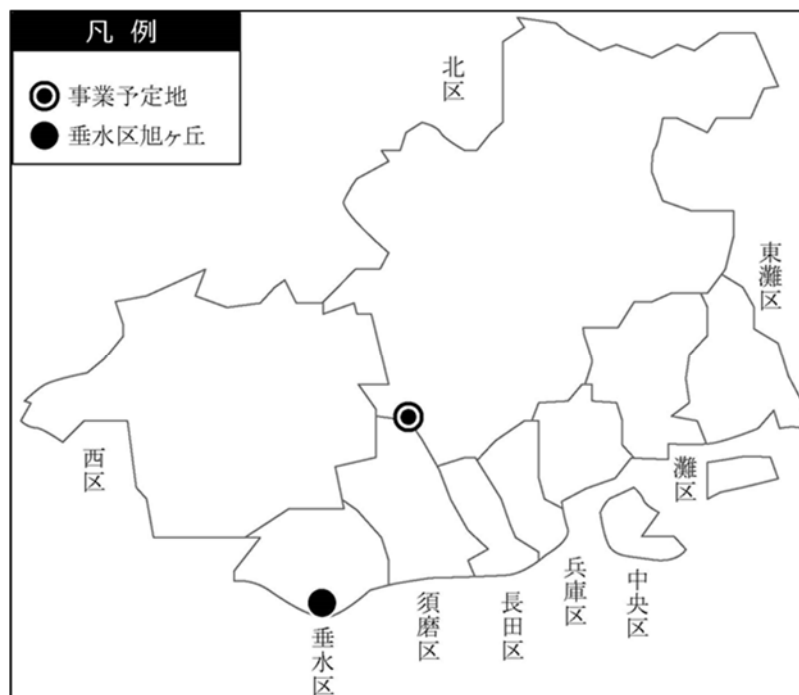 凡例
事業予定地
垂水区旭ヶ丘
北区
東灘区
西区
灘区
垂水区
須磨区
長田区
兵庫区
中央区